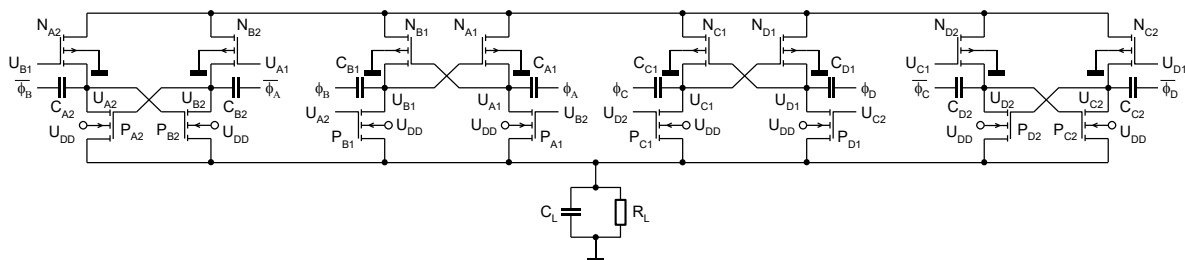 N_A2 N_B2 N_B1 N_A1 N_C1 N_D1 N_D2 N_C2
U_B1 U_A1 C_B1 C_A1 C_C1 C_D1 U_C1 U_D1
ϕ̅_B ϕ̅_A ϕ_B ϕ_A ϕ_C ϕ_D ϕ̅_C ϕ̅_D
C_A2 U_A2 U_B2 C_B2 U_B1 U_A1 U_C1 U_D1 C_D2 U_D2 U_C2 C_C2
U_A2 U_B2 U_D2 U_C2
U_DD P_A2 P_B2 U_DD U_DD U_DD U_DD U_DD U_DD P_D2 P_C2 U_DD
P_B1 P_A1 P_C1 P_D1
C_L R_L